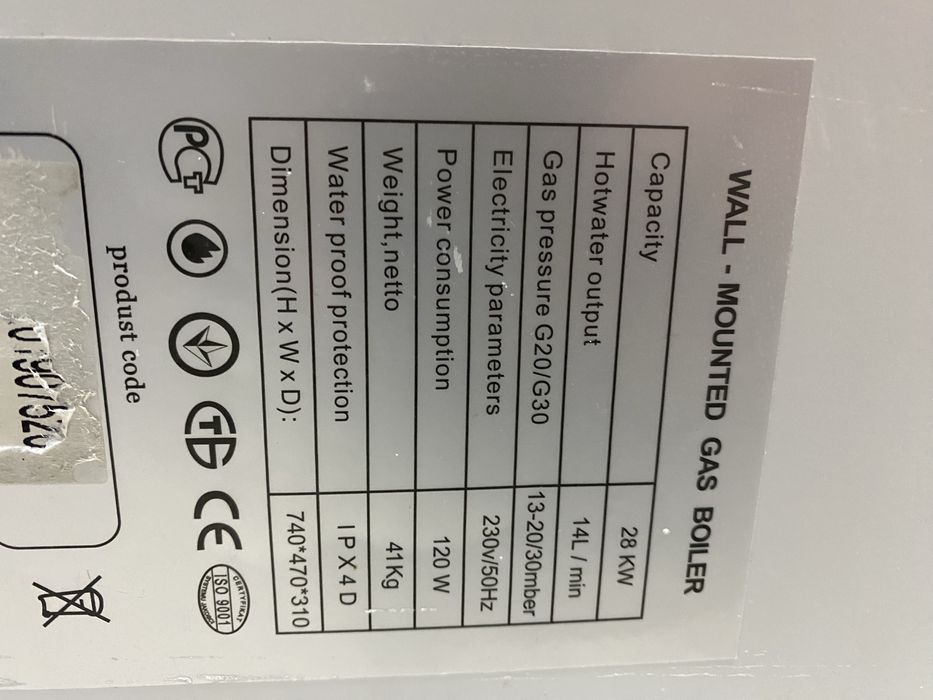 WALL - MOUNTED GAS BOILER
Capacity 28 KW
Hotwater output 14L / min
Gas pressure G20/G30 13-20/30mber
Electricity parameters 230v/50Hz
Power consumption 120 W
Weight,netto 41Kg
Water proof protection I P X 4 D
Dimension(H x W x D): 740*470*310
PCT
CE
CERTYFIKAT
ISO 9001
produst code